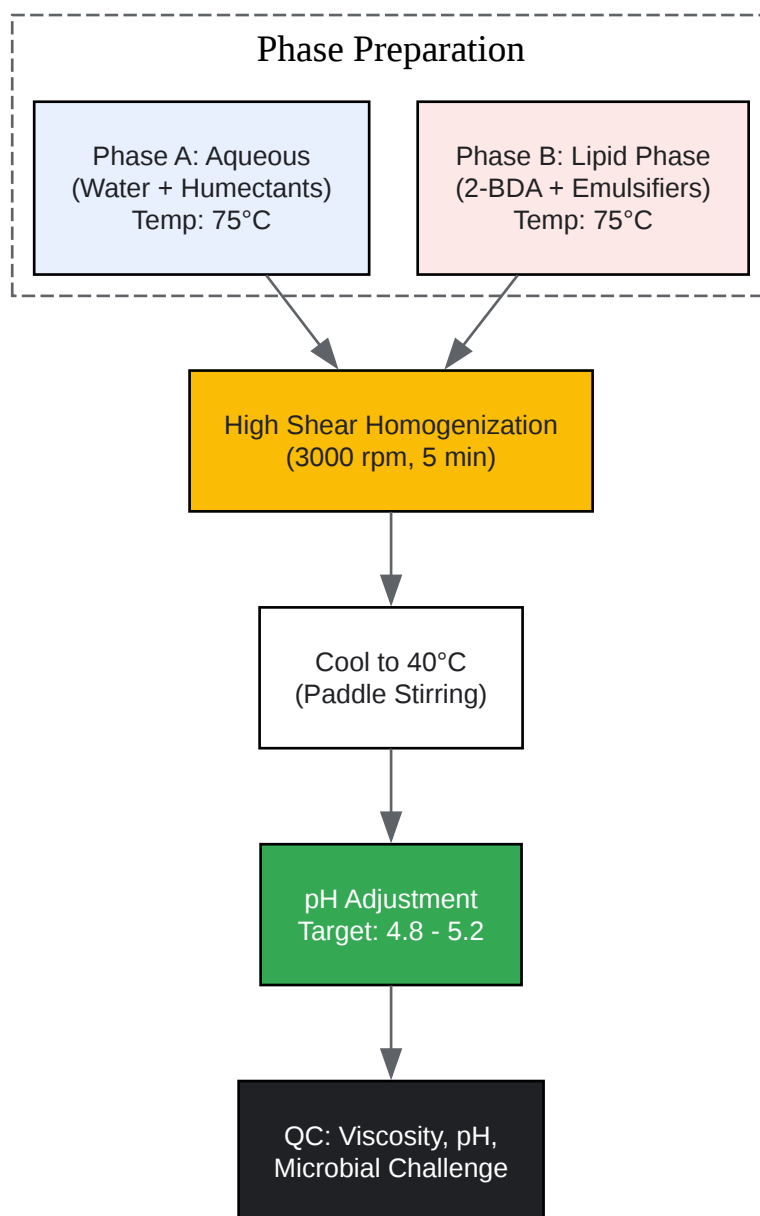 Phase Preparation
Phase A: Aqueous
(Water + Humectants)
Temp: 75°C
Phase B: Lipid Phase
(2-BDA + Emulsifiers)
Temp: 75°C
High Shear Homogenization
(3000 rpm, 5 min)
Cool to 40°C
(Paddle Stirring)
pH Adjustment
Target: 4.8 - 5.2
QC: Viscosity, pH,
Microbial Challenge